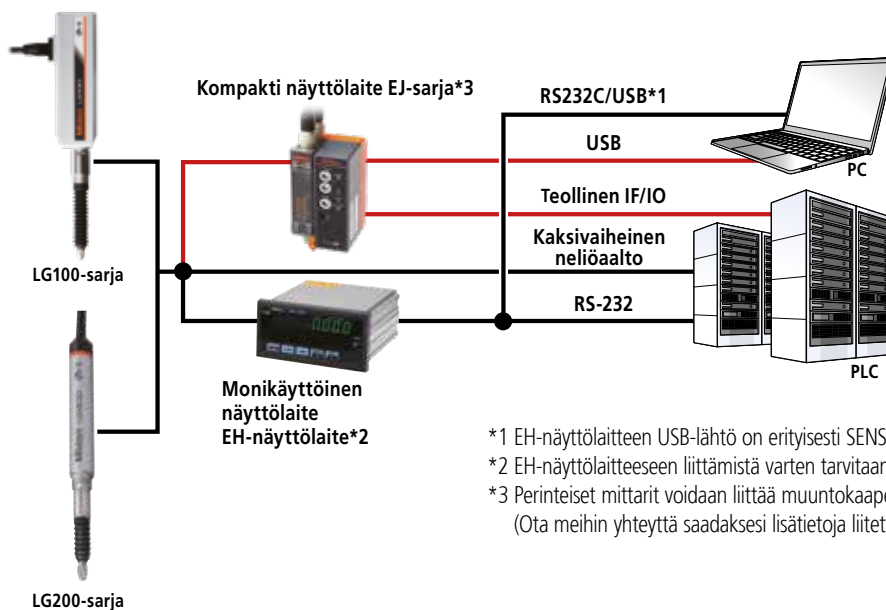 Kompakti näyttölaite EJ-sarja*3
RS232C/USB*1
USB
PC
Teollinen IF/IO
Kaksivaiheinen
neliöaalto
LG100-sarja
RS-232
PLC
Monikäyttöinen
näyttölaite
EH-näyttölaite*2
*1 EH-näyttölaitteen USB-lähtö on erityisesti SENS
*2 EH-näyttölaitteeseen liittämistä varten tarvitaan
*3 Perinteiset mittarit voidaan liittää muuntokaape
(Ota meihin yhteyttä saadaksesi lisätietoja liitet
LG200-sarja